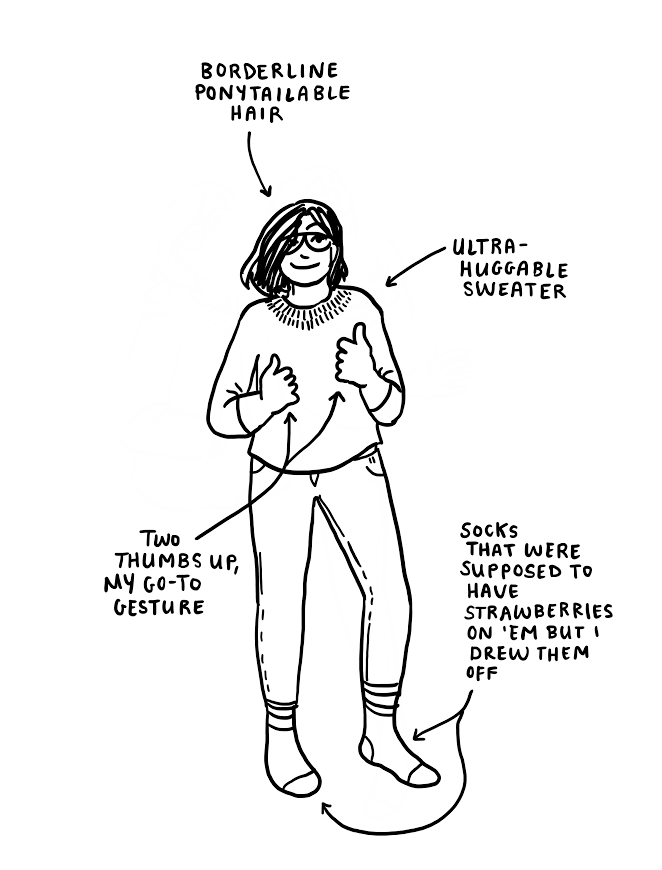 BORDERLINE
PONYTAILABLE
HAIR
ULTRA-
HUGGABLE
SWEATER
TWO
THUMBS UP,
MY GO-TO
GESTURE
SOCKS
THAT WERE
SUPPOSED TO
HAVE
STRAWBERRIES
ON 'EM BUT I
DREW THEM
OFF